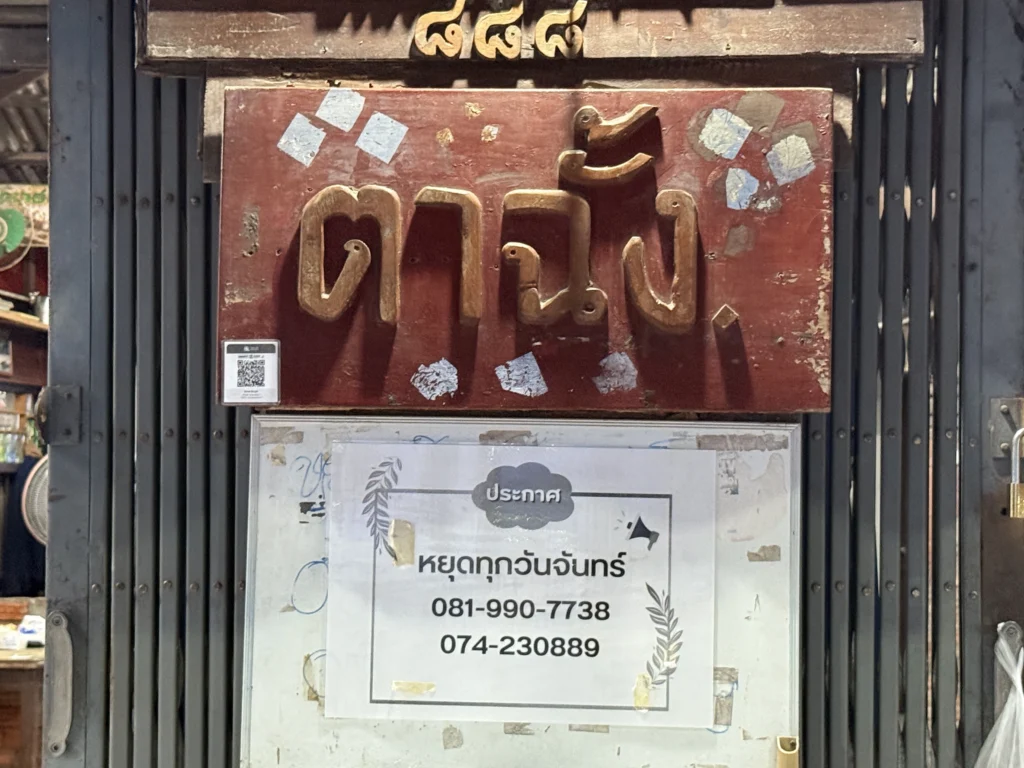 ๘๘๘
ตาฉั้ง
ประกาศ
หยุดทุกวันจันทร์
081-990-7738
074-230889